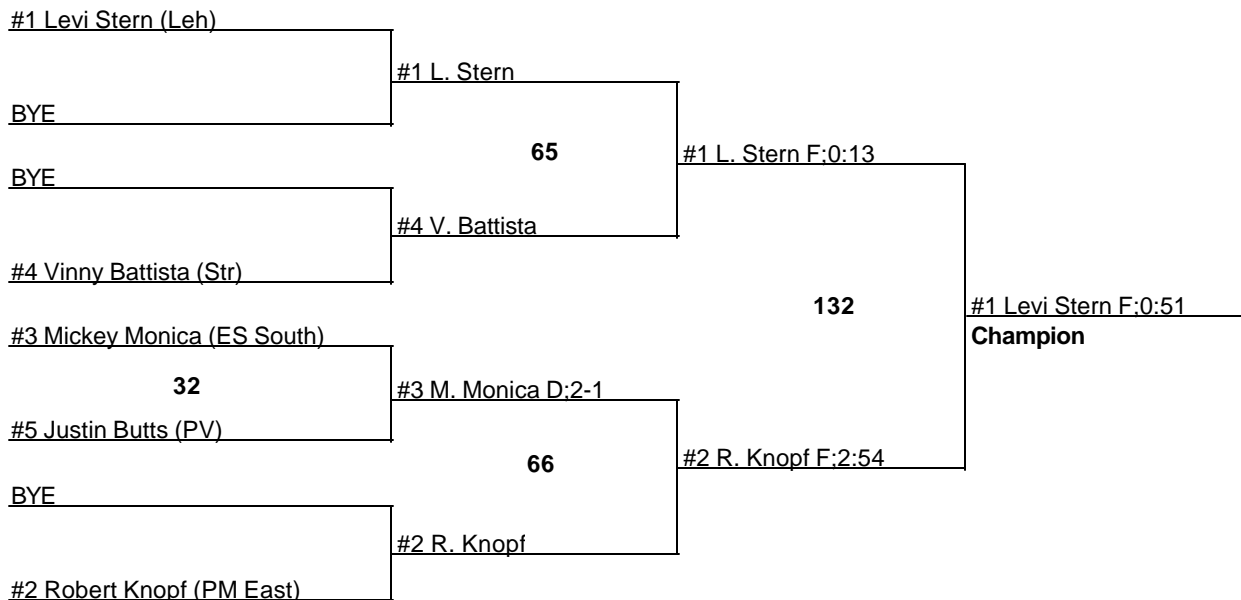 #1 Levi Stern (Leh)
#1 L. Stern
BYE
65
#1 L. Stern F;0:13
BYE
#4 V. Battista
#4 Vinny Battista (Str)
132
#1 Levi Stern F;0:51
Champion
#3 Mickey Monica (ES South)
32
#3 M. Monica D;2-1
#5 Justin Butts (PV)
66
#2 R. Knopf F;2:54
BYE
#2 R. Knopf
#2 Robert Knopf (PM East)